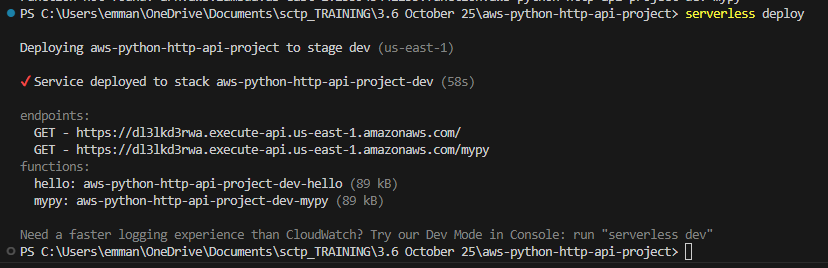 PS C:\Users\emman\OneDrive\Documents\sctp_TRAINING\3.6 October 25\aws-python-http-api-project> serverless deploy
Deploying aws-python-http-api-project to stage dev (us-east-1)
✓ Service deployed to stack aws-python-http-api-project-dev (58s)
endpoints:
GET - https://dl3lkd3rwa.execute-api.us-east-1.amazonaws.com/
GET - https://dl3lkd3rwa.execute-api.us-east-1.amazonaws.com/mypy
functions:
hello: aws-python-http-api-project-dev-hello (89 kB)
mypy: aws-python-http-api-project-dev-mypy (89 kB)
Need a faster logging experience than CloudWatch? Try our Dev Mode in Console: run "serverless dev"
PS C:\Users\emman\OneDrive\Documents\sctp_TRAINING\3.6 October 25\aws-python-http-api-project>